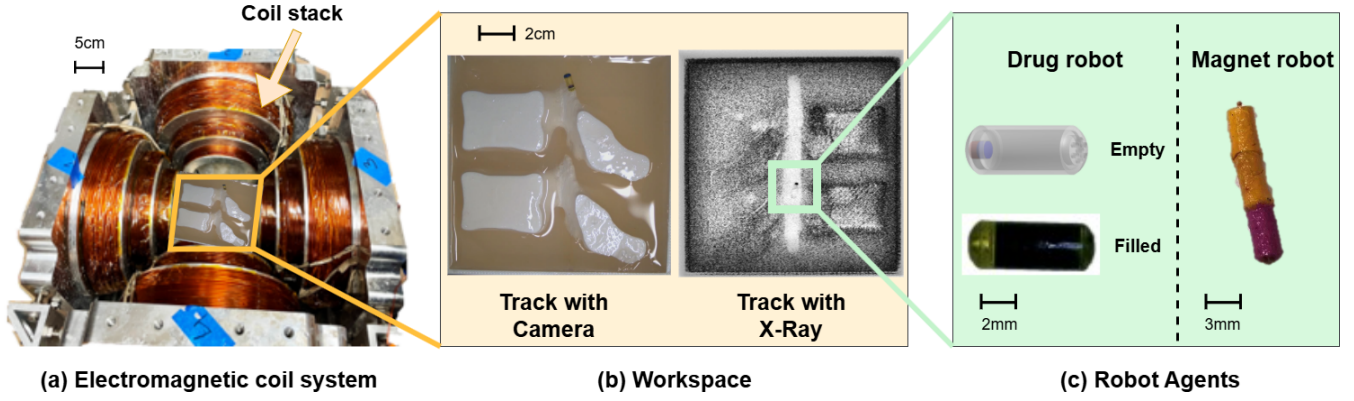 Coil stack
5cm
2cm
Track with
Camera
Track with
X-Ray
Drug robot
Magnet robot
Empty
Filled
2mm
3mm
(a) Electromagnetic coil system
(b) Workspace
(c) Robot Agents